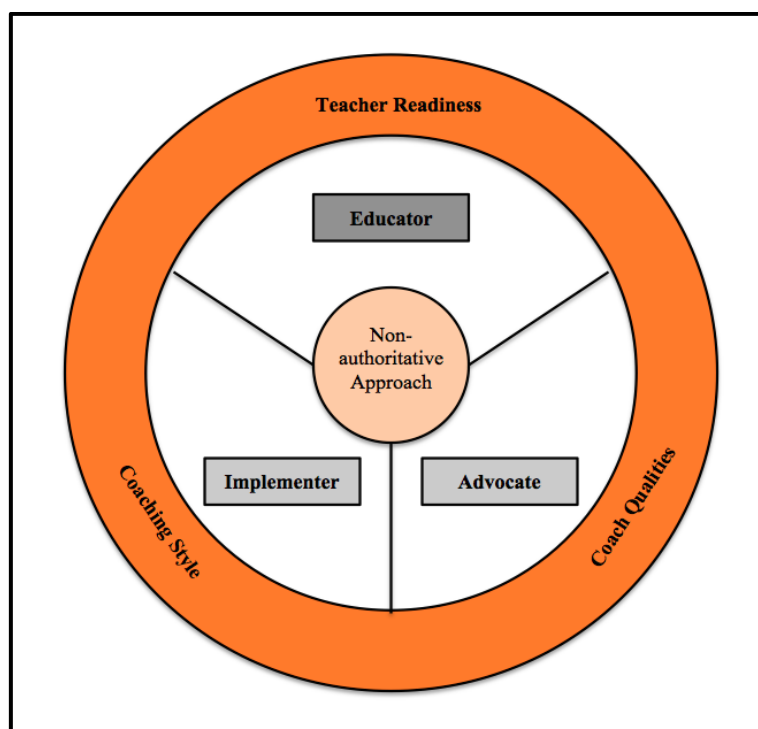 Teacher Readiness
Educator
Non-
authoritative
Approach
Implementer
Advocate
Coaching Style
Coach Qualities